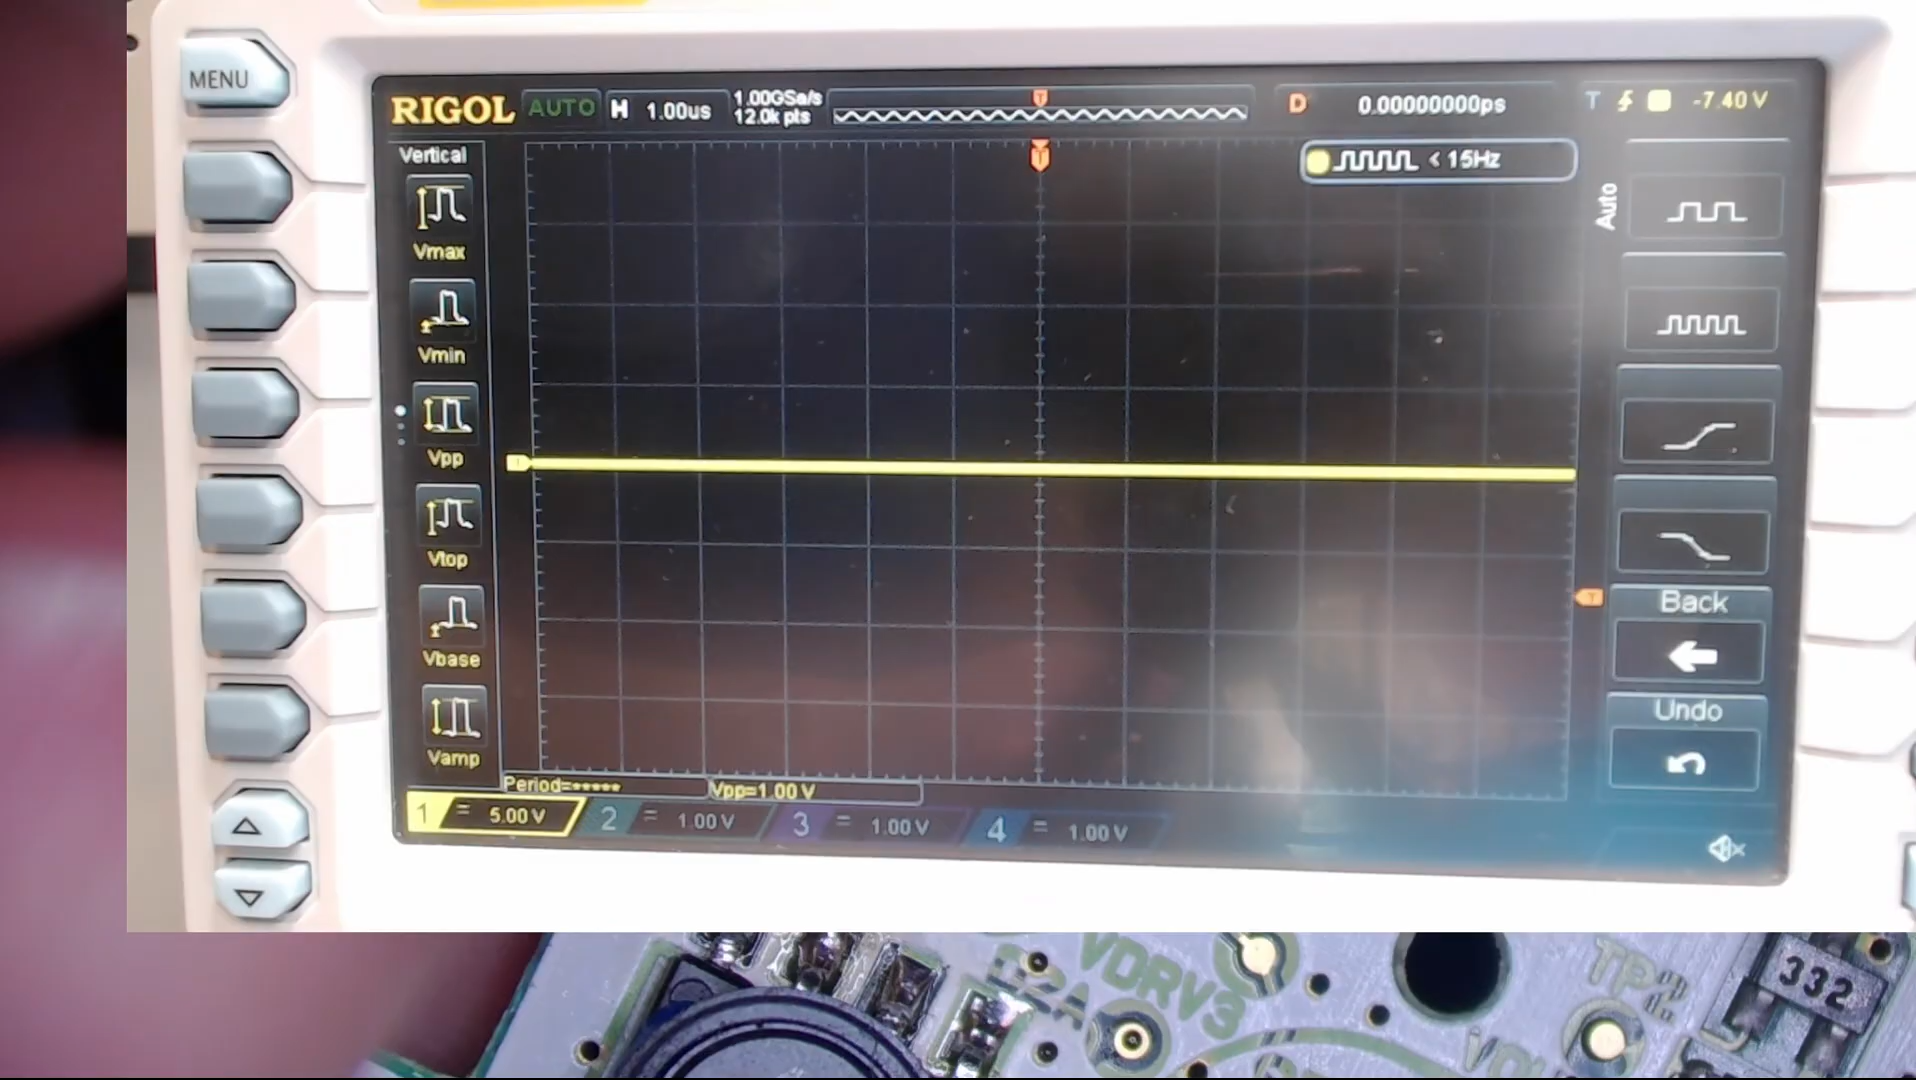 MENU
RIGOL AUTO H 1.00us 1.00GSa/s D 0.00000000ps T -7.40 V
12.0k pts
T
T
Vertical
< 15Hz
Auto
Vmax
Vmin
Vpp
Vtop
Vbase
Vamp
T
Back
Undo
Period=***** Vpp=1.00 V
1 = 5.00 V 2 = 1.00 V 3 = 1.00 V 4 = 1.00 V
D2A
VDRV3
332